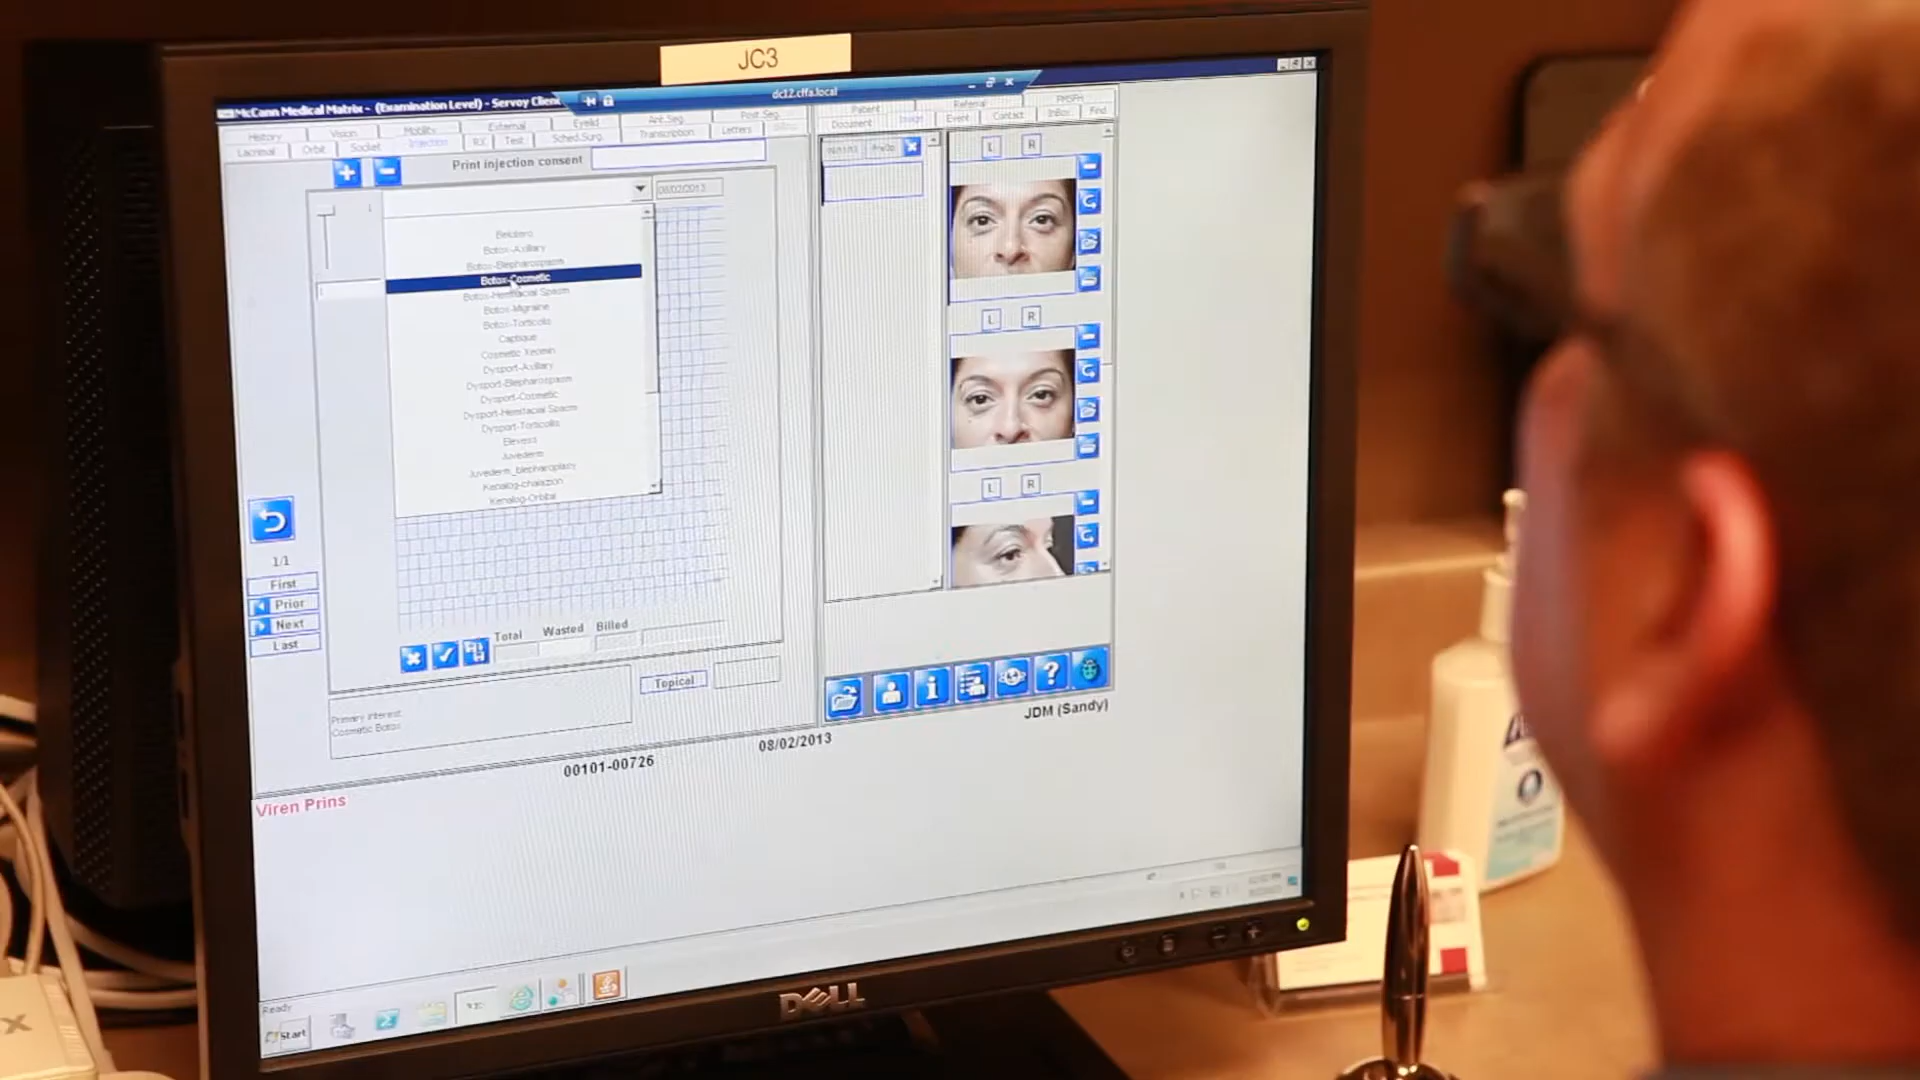 JC3
dc12.cffa.local
McCann Medical Matrix - (Examination Level) - Servoy Client
History Vision Mobility External Eyelid Ant.Seg. Post.Seg.
Lacrimal Orbit Socket Injection RX Test Sched.Surg. Transcription Letters
Patient Referral PMSFH
Document Image Event Contact InBox Find
Print injection consent
08/02/2013
1
Belotero
Botox-Axillary
Botox-Blepharospasm
Botox-Cosmetic
Botox-Hemifacial Spasm
Botox-Migraine
Botox-Torticolis
Captique
Cosmetic Xeomin
Dysport-Axillary
Dysport-Blepharospasm
Dysport-Cosmetic
Dysport-Hemifacial Spasm
Dysport-Torticollis
Elevess
Juvederm
Juvederm_blepharoplasy
Kenalog-chalazion
Kenalog-Orbital
L R
L R
L R
1/1
First
Prior
Next
Last
Total Wasted Billed
Topical
Primary interest:
Cosmetic Botox
JDM (Sandy)
08/02/2013
00101-00726
Viren Prins
Ready
Start
DELL